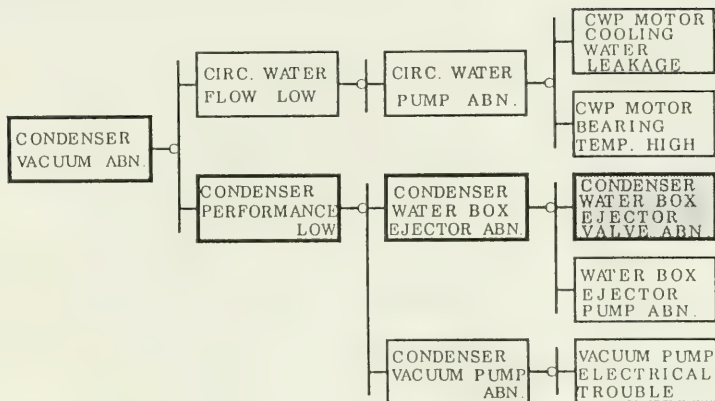 CWP MOTOR
COOLING
WATER
LEAKAGE
CIRC. WATER
FLOW LOW
CIRC. WATER
PUMP ABN.
CWP MOTOR
BEARING
TEMP. HIGH
CONDENSER
VACUUM ABN.
CONDENSER
PERFORMANCE
LOW
CONDENSER
WATER BOX
EJECTOR ABN.
CONDENSER
WATER BOX
EJECTOR
VALVE ABN
WATER BOX
EJECTOR
PUMP ABN.
CONDENSER
VACUUM PUMP
ABN.
VACUUM PUMP
ELECTRICAL
TROUBLE